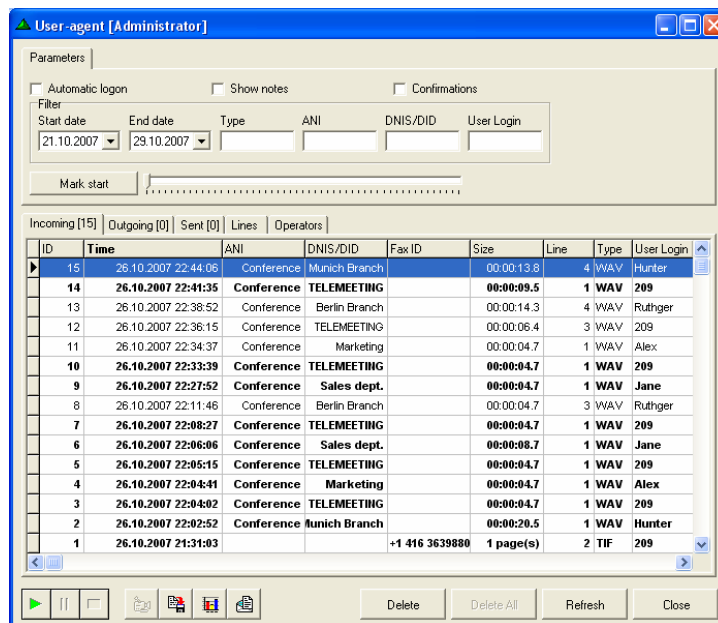 User-agent [Administrator]
Parameters
Automatic logon Show notes Confirmations
Filter
Start date End date Type ANI DNIS/DID User Login
21.10.2007 29.10.2007
Mark start
Incoming [15] Outgoing [0] Sent [0] Lines Operators
ID Time ANI DNIS/DID Fax ID Size Line Type User Login
15 26.10.2007 22:44:06 Conference Munich Branch 00:00:13.8 4 WAV Hunter
14 26.10.2007 22:41:35 Conference TELEMEETING 00:00:09.5 1 WAV 209
13 26.10.2007 22:38:52 Conference Berlin Branch 00:00:14.3 4 WAV Ruthger
12 26.10.2007 22:36:15 Conference TELEMEETING 00:00:06.4 3 WAV 209
11 26.10.2007 22:34:37 Conference Marketing 00:00:04.7 1 WAV Alex
10 26.10.2007 22:33:39 Conference TELEMEETING 00:00:04.7 1 WAV 209
9 26.10.2007 22:27:52 Conference Sales dept. 00:00:04.7 1 WAV Jane
8 26.10.2007 22:11:46 Conference Berlin Branch 00:00:04.7 3 WAV Ruthger
7 26.10.2007 22:08:27 Conference TELEMEETING 00:00:04.7 1 WAV 209
6 26.10.2007 22:06:06 Conference Sales dept. 00:00:08.7 1 WAV Jane
5 26.10.2007 22:05:15 Conference TELEMEETING 00:00:04.7 1 WAV 209
4 26.10.2007 22:04:41 Conference Marketing 00:00:04.7 1 WAV Alex
3 26.10.2007 22:04:02 Conference TELEMEETING 00:00:04.7 1 WAV 209
2 26.10.2007 22:02:52 Conference Munich Branch 00:00:20.5 1 WAV Hunter
1 26.10.2007 21:31:03 +1 416 3639880 1 page(s) 2 TIF 209
Delete Delete All Refresh Close